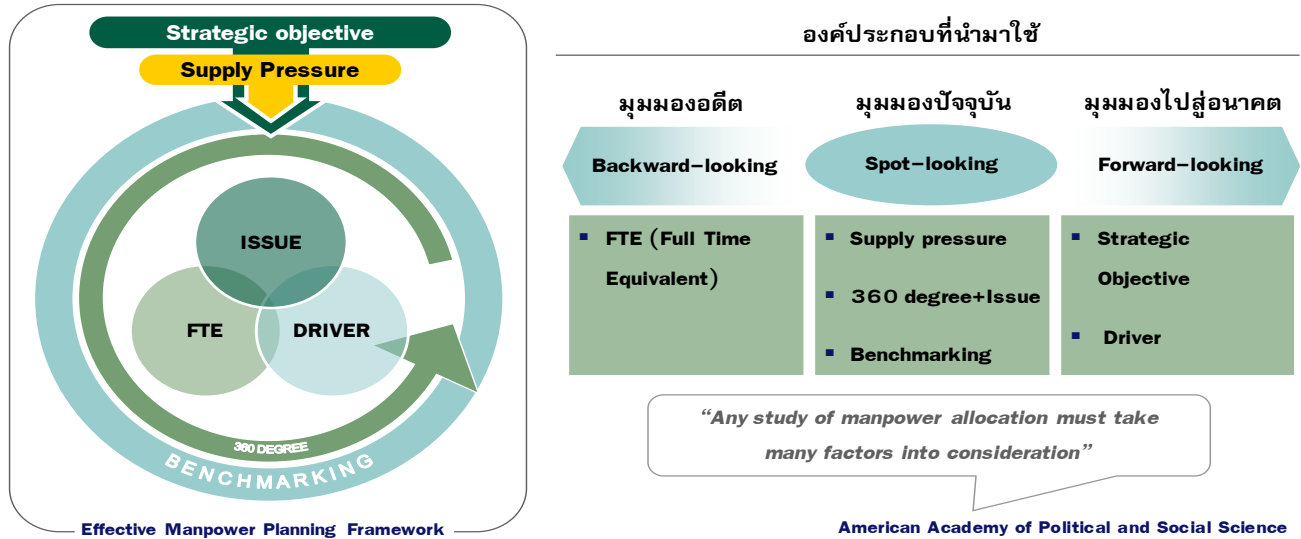 Strategic objective
Supply Pressure
ISSUE
FTE
DRIVER
360 DEGREE
BENCHMARKING
Effective Manpower Planning Framework
องค์ประกอบที่นำมาใช้
มุมมองอดีต
มุมมองปัจจุบัน
มุมมองไปสู่อนาคต
Backward-looking
Spot-looking
Forward-looking
▪ FTE (Full Time
Equivalent)
▪ Supply pressure
▪ 360 degree+Issue
▪ Benchmarking
▪ Strategic
Objective
▪ Driver
“Any study of manpower allocation must take
many factors into consideration”
American Academy of Political and Social Science